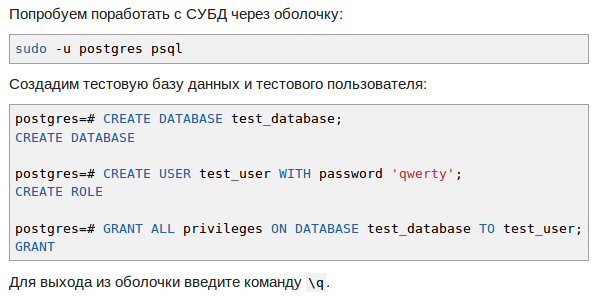 Попробуем поработать с СУБД через оболочку:
sudo -u postgres psql
Создадим тестовую базу данных и тестового пользователя:
postgres=# CREATE DATABASE test_database;
CREATE DATABASE
postgres=# CREATE USER test_user WITH password 'qwerty';
CREATE ROLE
postgres=# GRANT ALL privileges ON DATABASE test_database TO test_user;
GRANT
Для выхода из оболочки введите команду \q.